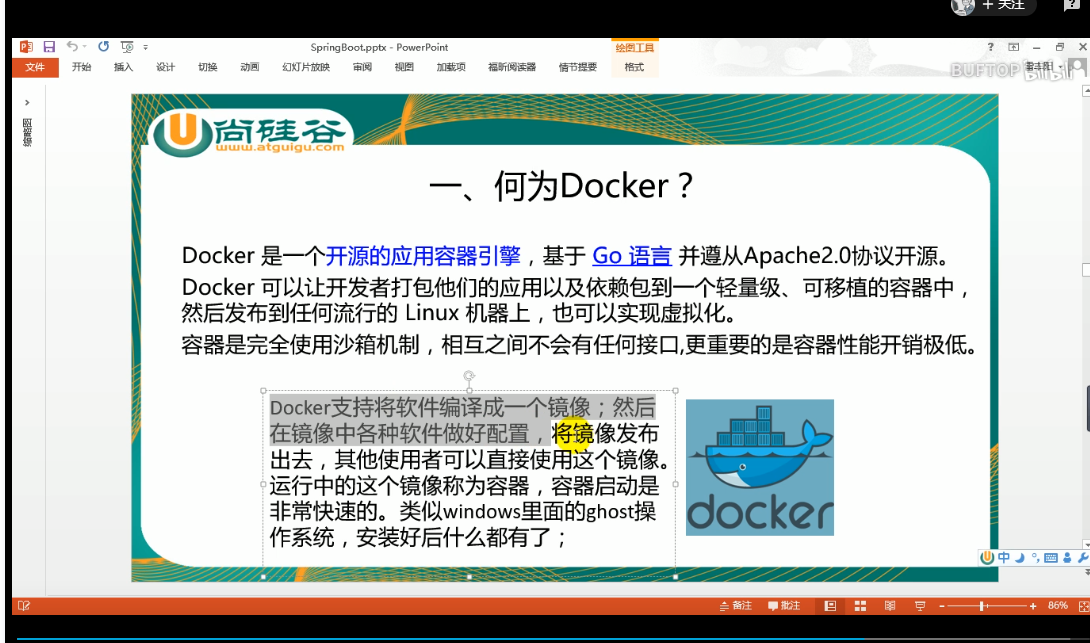 + 关注
SpringBoot.pptx - PowerPoint
绘图工具
文件 开始 插入 设计 切换 动画 幻灯片放映 审阅 视图 加载项 福昕阅读器 情节提要 格式
BUFTOP bilibili
缩略图
尚硅谷
www.atguigu.com
一、何为Docker？
Docker 是一个开源的应用容器引擎，基于 Go 语言 并遵从Apache2.0协议开源。
Docker 可以让开发者打包他们的应用以及依赖包到一个轻量级、可移植的容器中，
然后发布到任何流行的 Linux 机器上，也可以实现虚拟化。
容器是完全使用沙箱机制，相互之间不会有任何接口,更重要的是容器性能开销极低。
Docker支持将软件编译成一个镜像；然后
在镜像中各种软件做好配置，将镜像发布
出去，其他使用者可以直接使用这个镜像。
运行中的这个镜像称为容器，容器启动是
非常快速的。类似windows里面的ghost操
作系统，安装好后什么都有了；
docker
中
备注 批注 86%